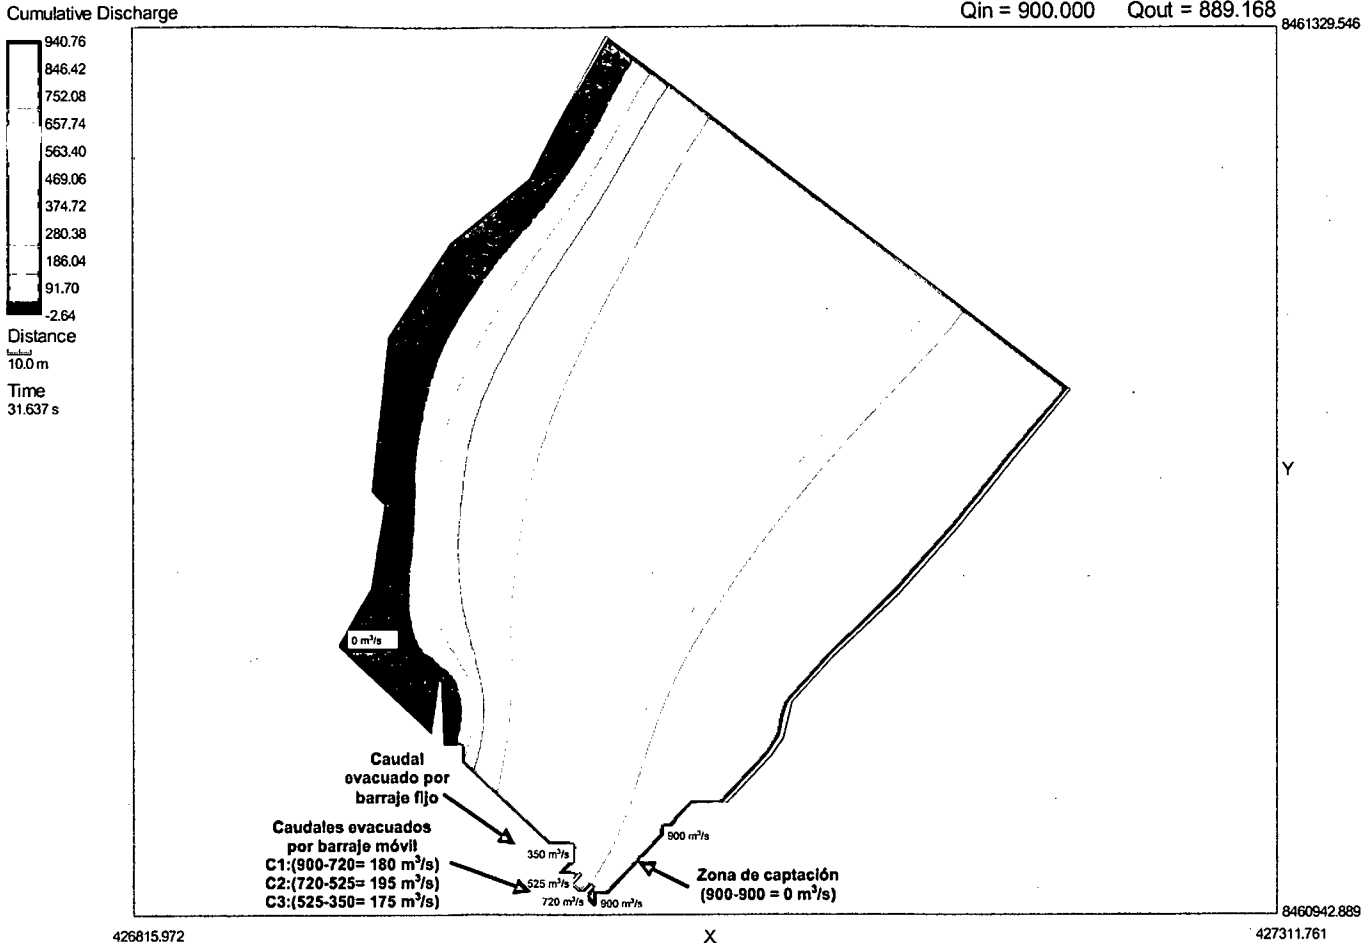 Cumulative Discharge
Qin = 900.000 Qout = 889.168
8461329.546
940.76
846.42
752.08
657.74
563.40
469.06
374.72
280.38
186.04
91.70
-2.64
Distance
10.0 m
Time
31.637 s
Y
0 m³/s
Caudal
evacuado por
barraje fijo
Caudales evacuados
por barraje móvil
C1:(900-720= 180 m³/s)
C2:(720-525= 195 m³/s)
C3:(525-350= 175 m³/s)
350 m³/s
525 m³/s
720 m³/s
900 m³/s
900 m³/s
Zona de captación
(900-900 = 0 m³/s)
8460942.889
426815.972
X
427311.761